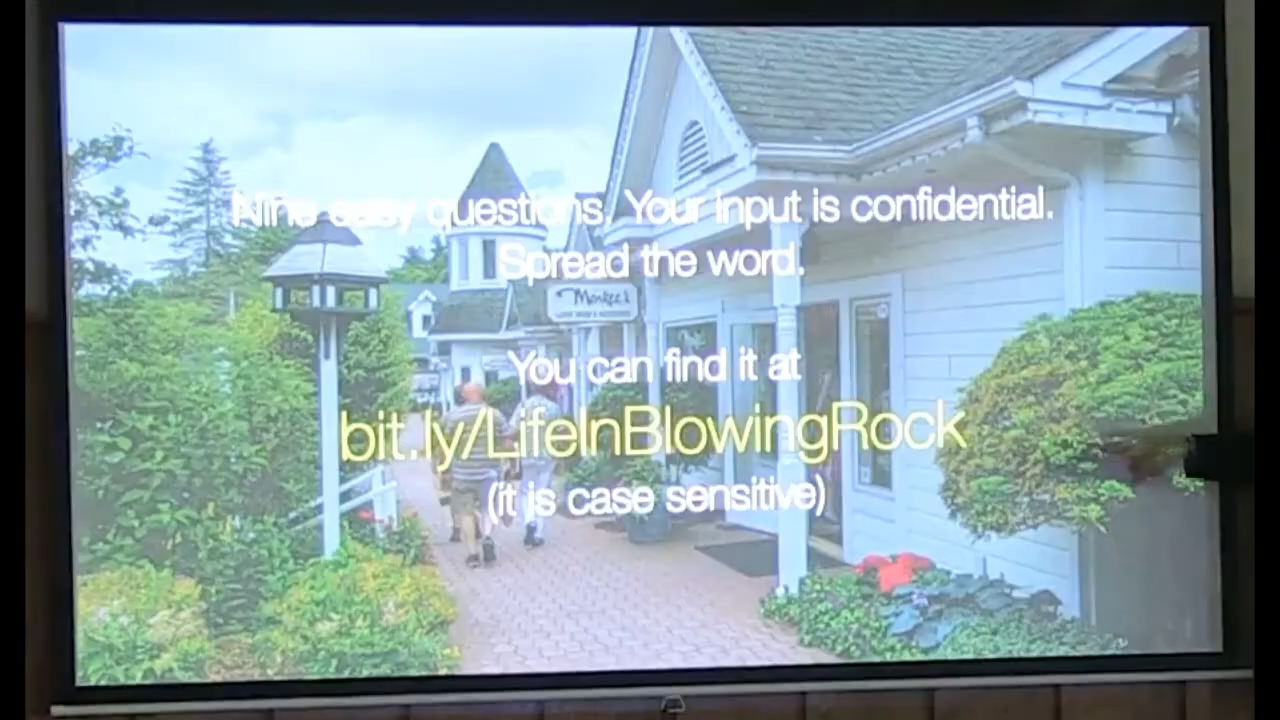 Nine easy questions. Your input is confidential.
Spread the word.
Monkee's
You can find it at
bit.ly/LifeInBlowingRock
(it is case sensitive)